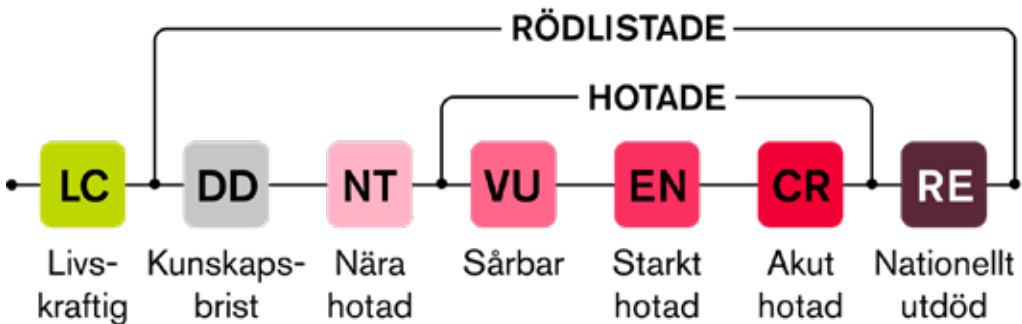 RÖDLISTADE
HOTADE
LC DD NT VU EN CR RE
Livs- Kunskaps- Nära Sårbar Starkt Akut Nationellt
kraftig brist hotad hotad hotad utdöd